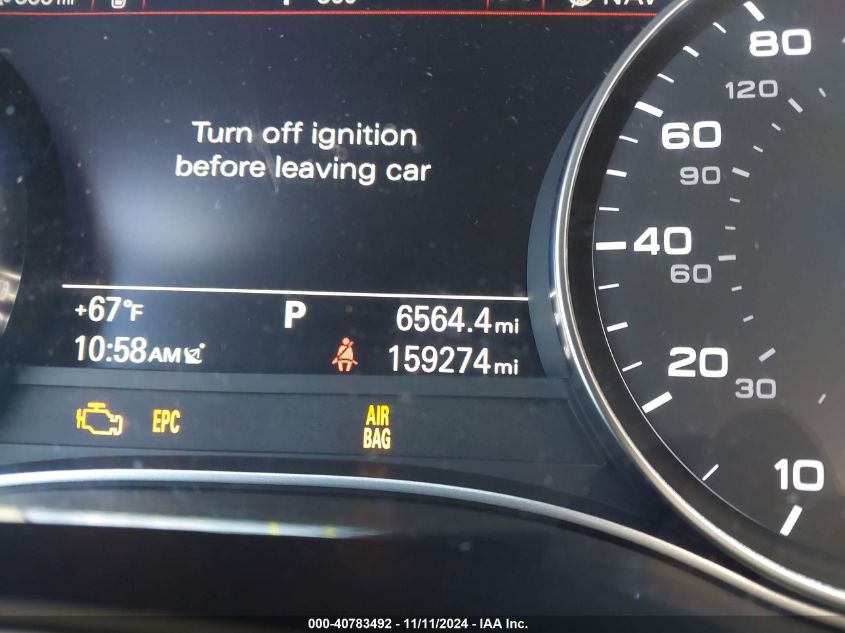 NAV
Turn off ignition
before leaving car
+67°F P 6564.4mi
10:58AM 159274mi
EPC AIR
BAG
80
120
60
90
40
60
20
30
10
000-40783492 - 11/11/2024 - IAA Inc.